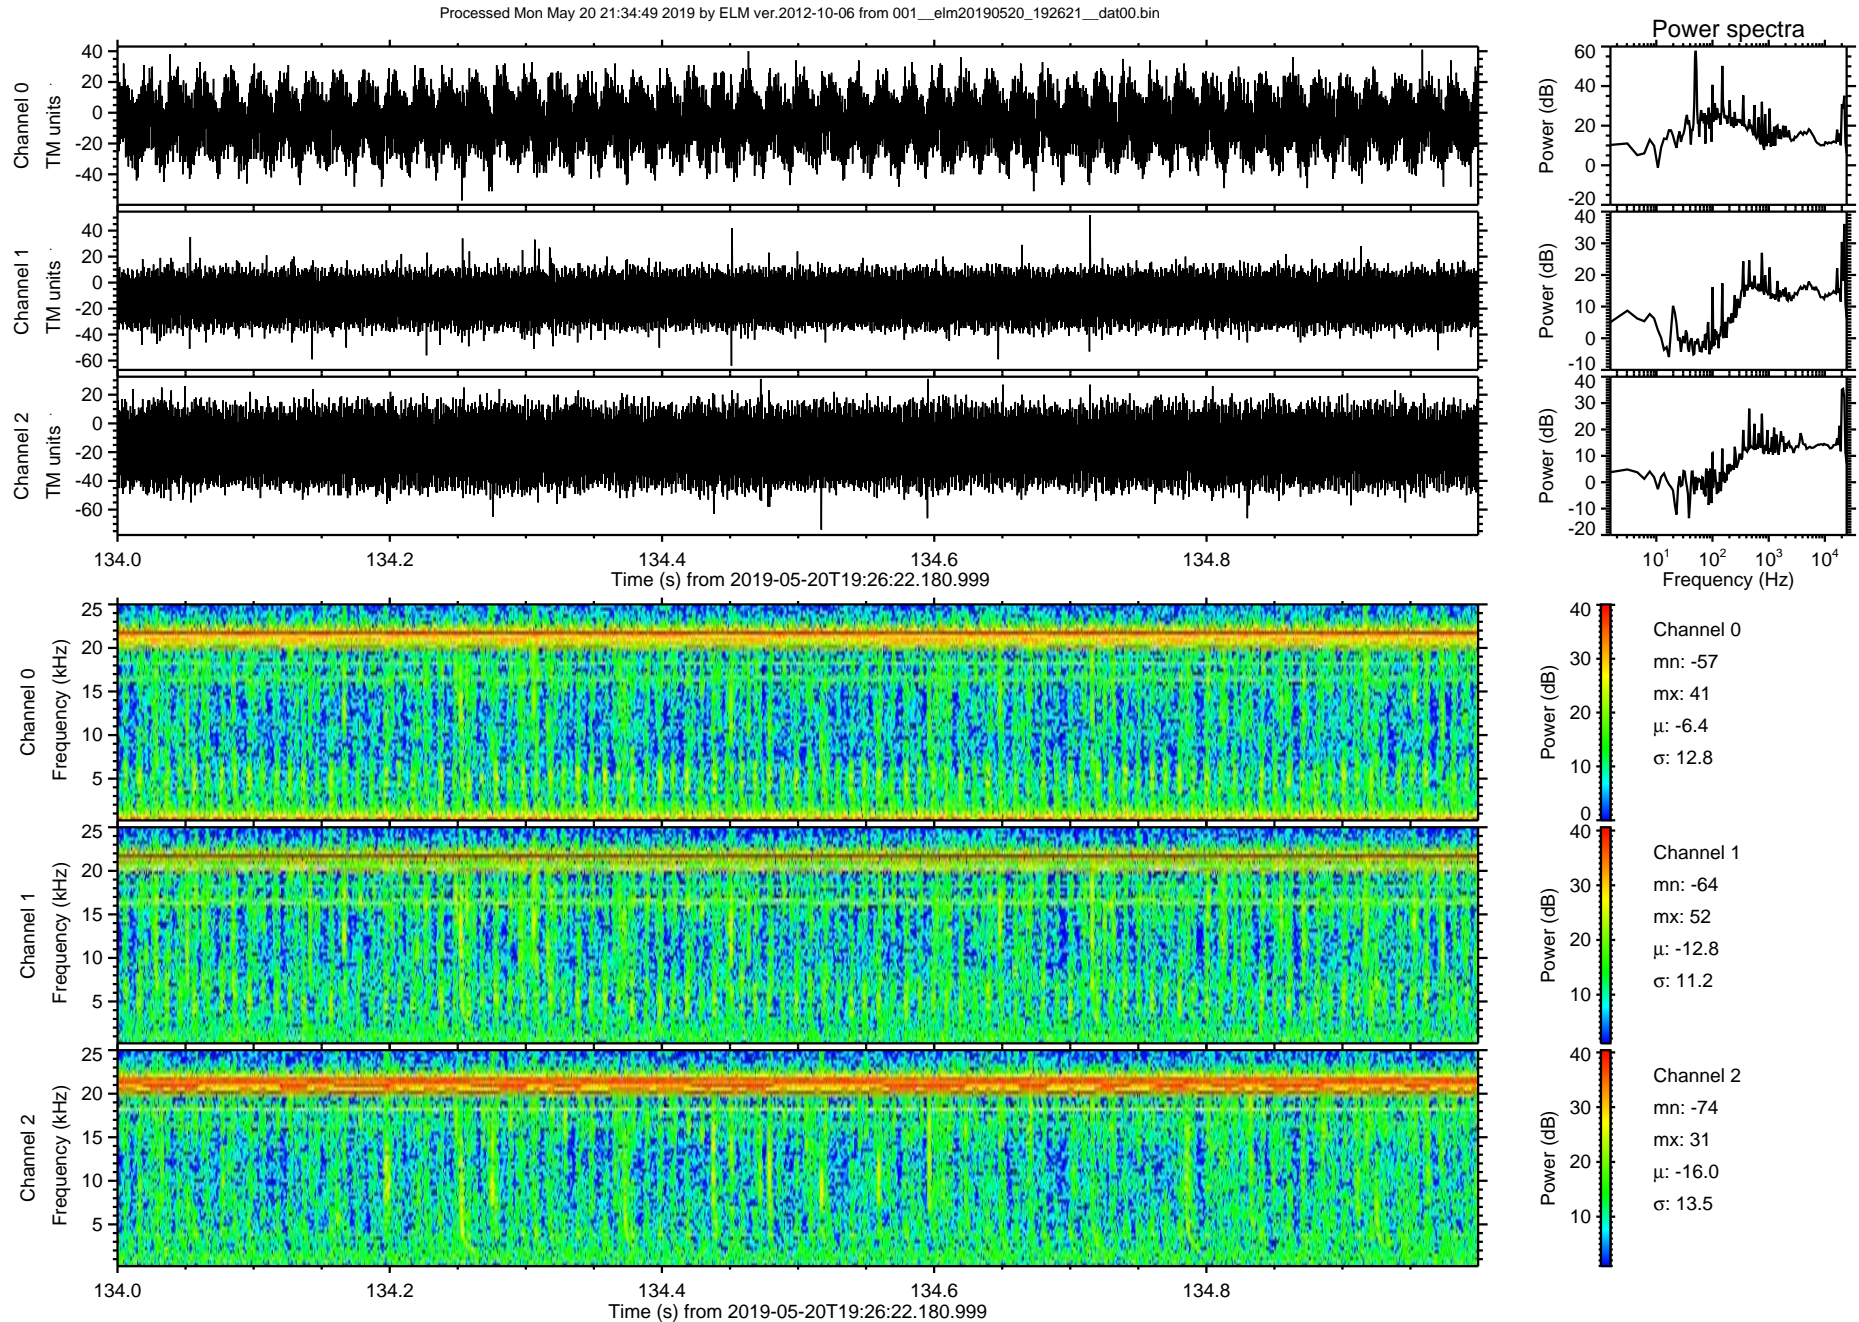 Processed Mon May 20 21:34:49 2019 by ELM ver.2012-10-06 from 001__elm20190520_192621__dat00.bin
Power spectra
Channel 0
TM units
40
20
0
-20
-40
Power (dB)
60
40
20
0
-20
Channel 1
TM units
40
20
0
-20
-40
-60
Power (dB)
40
30
20
10
0
-10
Channel 2
TM units
20
0
-20
-40
-60
Power (dB)
40
30
20
10
0
-10
-20
134.0 134.2 134.4 134.6 134.8
Time (s) from 2019-05-20T19:26:22.180.999
10^1 10^2 10^3 10^4
Frequency (Hz)
Channel 0
Frequency (kHz)
25
20
15
10
5
Power (dB)
40
30
20
10
0
Channel 0
mn: -57
mx: 41
μ: -6.4
σ: 12.8
Channel 1
Frequency (kHz)
25
20
15
10
5
Power (dB)
40
30
20
10
Channel 1
mn: -64
mx: 52
μ: -12.8
σ: 11.2
Channel 2
Frequency (kHz)
25
20
15
10
5
Power (dB)
40
30
20
10
Channel 2
mn: -74
mx: 31
μ: -16.0
σ: 13.5
134.0 134.2 134.4 134.6 134.8
Time (s) from 2019-05-20T19:26:22.180.999